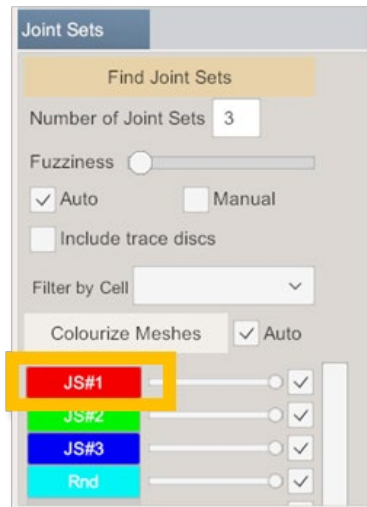 Joint Sets
Find Joint Sets
Number of Joint Sets 3
Fuzziness
Auto Manual
Include trace discs
Filter by Cell
Colourize Meshes Auto
JS#1
JS#2
JS#3
Rnd